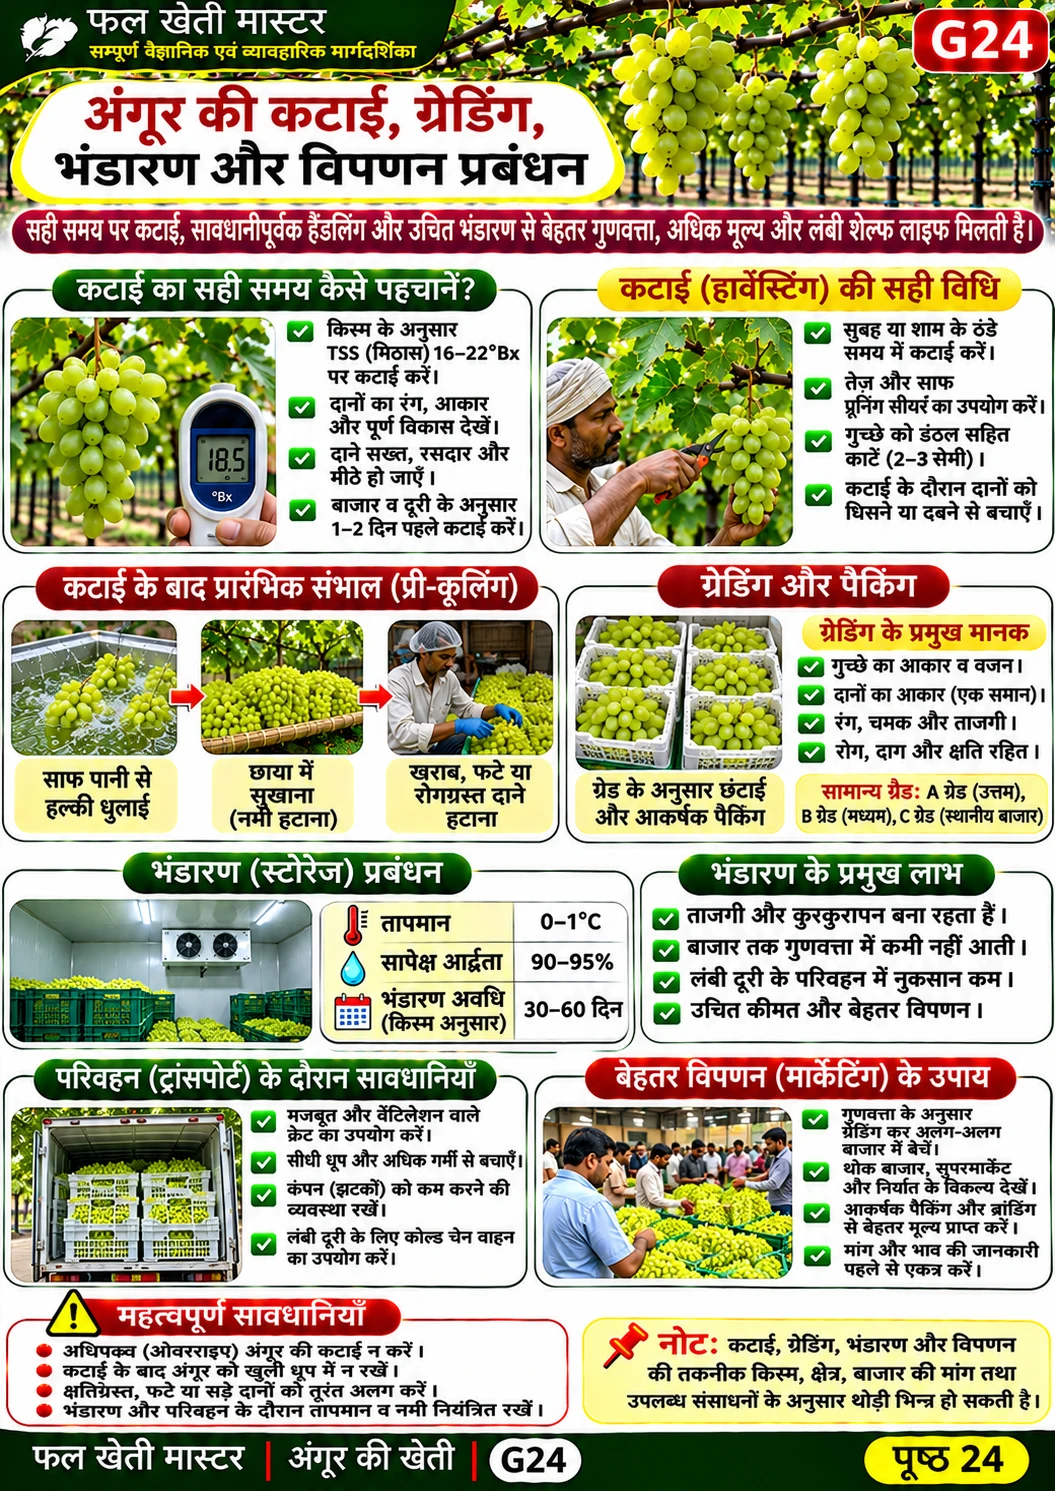 फल खेती मास्टर
सम्पूर्ण वैज्ञानिक एवं व्यावहारिक मार्गदर्शिका
G24
अंगूर की कटाई, ग्रेडिंग,
भंडारण और विपणन प्रबंधन
सही समय पर कटाई, सावधानीपूर्वक हैंडलिंग और उचित भंडारण से बेहतर गुणवत्ता, अधिक मूल्य और लंबी शेल्फ लाइफ मिलती है।
कटाई का सही समय कैसे पहचानें?
18.5
°Bx
किस्म के अनुसार
TSS (मिठास) 16–22°Bx
पर कटाई करें।
दानों का रंग, आकार
और पूर्ण विकास देखें।
दाने सख्त, रसदार और
मीठे हो जाएँ।
बाजार व दूरी के अनुसार
1–2 दिन पहले कटाई करें।
कटाई (हार्वेस्टिंग) की सही विधि
सुबह या शाम के ठंडे
समय में कटाई करें।
तेज़ और साफ
प्रूनिंग सीयर्र का उपयोग करें।
गुच्छे को डंठल सहित
काटें (2–3 सेमी)।
कटाई के दौरान दानों को
घिसने या दबने से बचाएँ।
कटाई के बाद प्रारंभिक संभाल (प्री-कूलिंग)
साफ पानी से
हल्की धुलाई
छाया में
सुखाना
(नमी हटाना)
खराब, फटे या
रोगग्रस्त दाने
हटाना
ग्रेडिंग और पैकिंग
ग्रेड के अनुसार छंटाई
और आकर्षक पैकिंग
ग्रेडिंग के प्रमुख मानक
गुच्छे का आकार व वजन।
दानों का आकार (एक समान)।
रंग, चमक और ताजगी।
रोग, दाग और क्षति रहित।
सामान्य ग्रैड: A ग्रेड (उत्तम),
B ग्रेड (मध्यम), C ग्रेड (स्थानीय बाजार)
भंडारण (स्टोरेज) प्रबंधन
तापमान 0–1°C
सापेक्ष आर्द्रता 90–95%
भंडारण अवधि
(किस्म अनुसार) 30–60 दिन
भंडारण के प्रमुख लाभ
ताजगी और कुरकुरापन बना रहता हैं।
बाजार तक गुणवत्ता में कमी नहीं आती।
लंबी दूरी के परिवहन में नुकसान कम।
उचित कीमत और बेहतर विपणन।
परिवहन (ट्रांसपोर्ट) के दौरान सावधानियाँ
मजबूत और वेंटिलेशन वाले
क्रेट का उपयोग करें।
सीधी धूप और अधिक गर्मी से बचाएँ।
कंपन (झटकों) को कम करने की
व्यवस्था रखें।
लंबी दूरी के लिए कोल्ड चेन वाहन
का उपयोग करें।
बेहतर विपणन (मार्केटिंग) के उपाय
गुणवत्ता के अनुसार
ग्रेडिंग कर अलग-अलग
बाजार में बेचें।
थोक बाजार, सुपरमार्केट
और निर्यात के विकल्प देखें।
आकर्षक पैकिंग और ब्रांडिंग
से बेहतर मूल्य प्राप्त करें।
मांग और भाव की जानकारी
पहले से एकत्र करें।
महत्वपूर्ण सावधानियाँ
अधिपक्व (ओवरराइप) अंगूर की कटाई न करें।
कटाई के बाद अंगूर को खुली धूप में न रखें।
क्षतिग्रस्त, फटे या सड़े दानों को तुरंत अलग करें।
भंडारण और परिवहन के दौरान तापमान व नमी नियंत्रित रखें।
नोट: कटाई, ग्रेडिंग, भंडारण और विपणन
की तकनीक किस्म, क्षेत्र, बाजार की मांग तथा
उपलब्ध संसाधनों के अनुसार थोड़ी भिन्न हो सकती है।
फल खेती मास्टर | अंगूर की खेती | G24
पृष्ठ 24